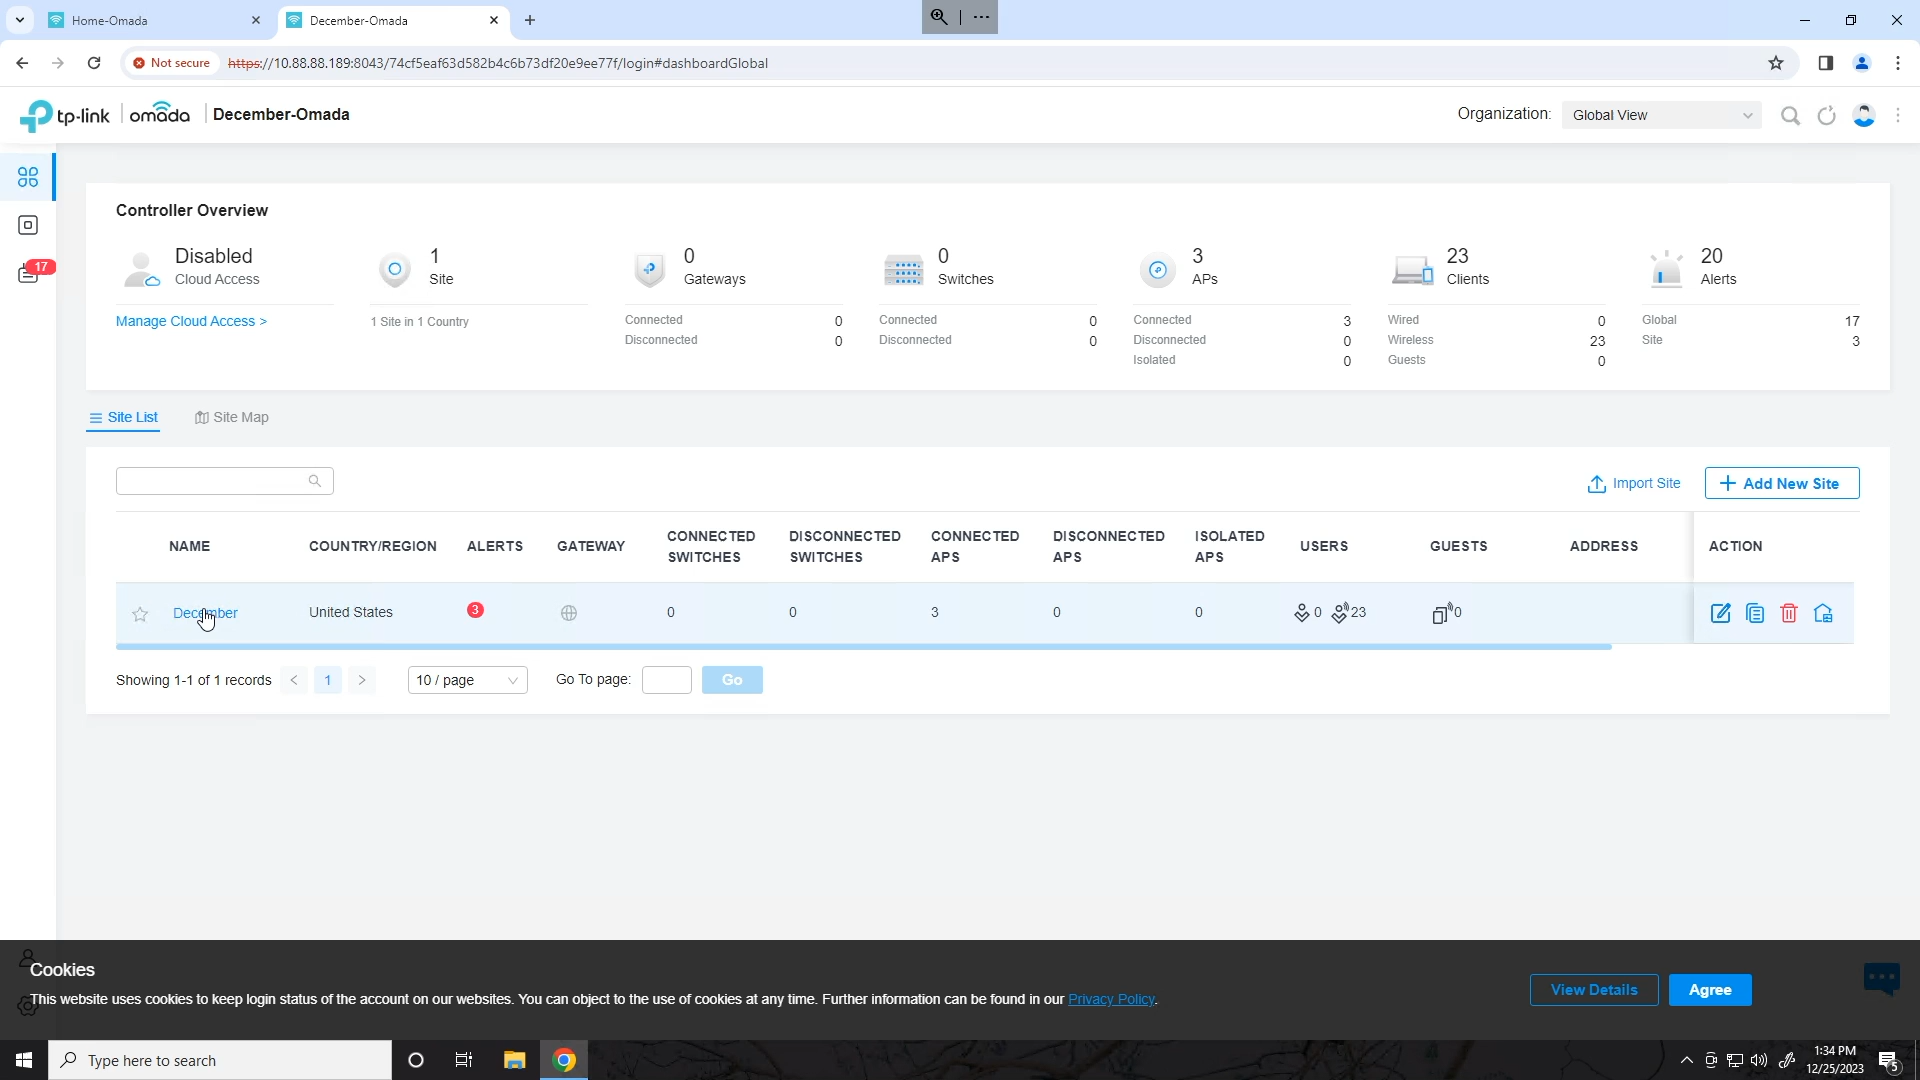 Home-Omada
December-Omada
Not secure
https://10.88.88.189:8043/74cf5eaf63d582b4c6b73df20e9ee77f/login#dashboardGlobal
tp-link | omada | December-Omada
Organization: Global View
17
Controller Overview
Disabled
Cloud Access
Manage Cloud Access >
1
Site
1 Site in 1 Country
0
Gateways
Connected 0
Disconnected 0
0
Switches
Connected 0
Disconnected 0
3
APs
Connected 3
Disconnected 0
Isolated 0
23
Clients
Wired 0
Wireless 23
Guests 0
20
Alerts
Global 17
Site 3
Site List
Site Map
Import Site
Add New Site
NAME COUNTRY/REGION ALERTS GATEWAY CONNECTED SWITCHES DISCONNECTED SWITCHES CONNECTED APS DISCONNECTED APS ISOLATED APS USERS GUESTS ADDRESS ACTION
December United States 3 0 0 3 0 0 0 23 0
Showing 1-1 of 1 records < 1 > 10 / page Go To page: Go
Cookies
This website uses cookies to keep login status of the account on our websites. You can object to the use of cookies at any time. Further information can be found in our Privacy Policy.
View Details
Agree
Type here to search
1:34 PM
12/25/2023
5